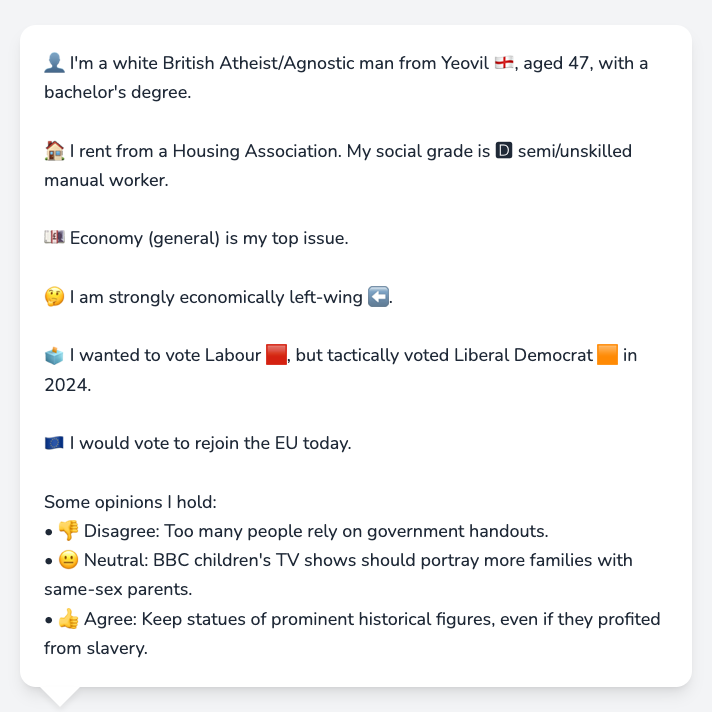 👤 I'm a white British Atheist/Agnostic man from Yeovil 🏴󠁧󠁢󠁥󠁮󠁧󠁿, aged 47, with a
bachelor's degree.
🏠 I rent from a Housing Association. My social grade is D semi/unskilled
manual worker.
💷 Economy (general) is my top issue.
🤔 I am strongly economically left-wing ⬅️.
🗳️ I wanted to vote Labour 🟥, but tactically voted Liberal Democrat 🟧 in
2024.
🇪🇺 I would vote to rejoin the EU today.
Some opinions I hold:
• 👎 Disagree: Too many people rely on government handouts.
• 😐 Neutral: BBC children's TV shows should portray more families with
same-sex parents.
• 👍 Agree: Keep statues of prominent historical figures, even if they profited
from slavery.